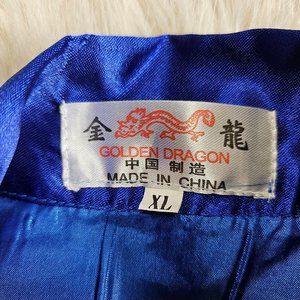 金 龍
GOLDEN DRAGON
中国制造
MADE IN CHINA
XL